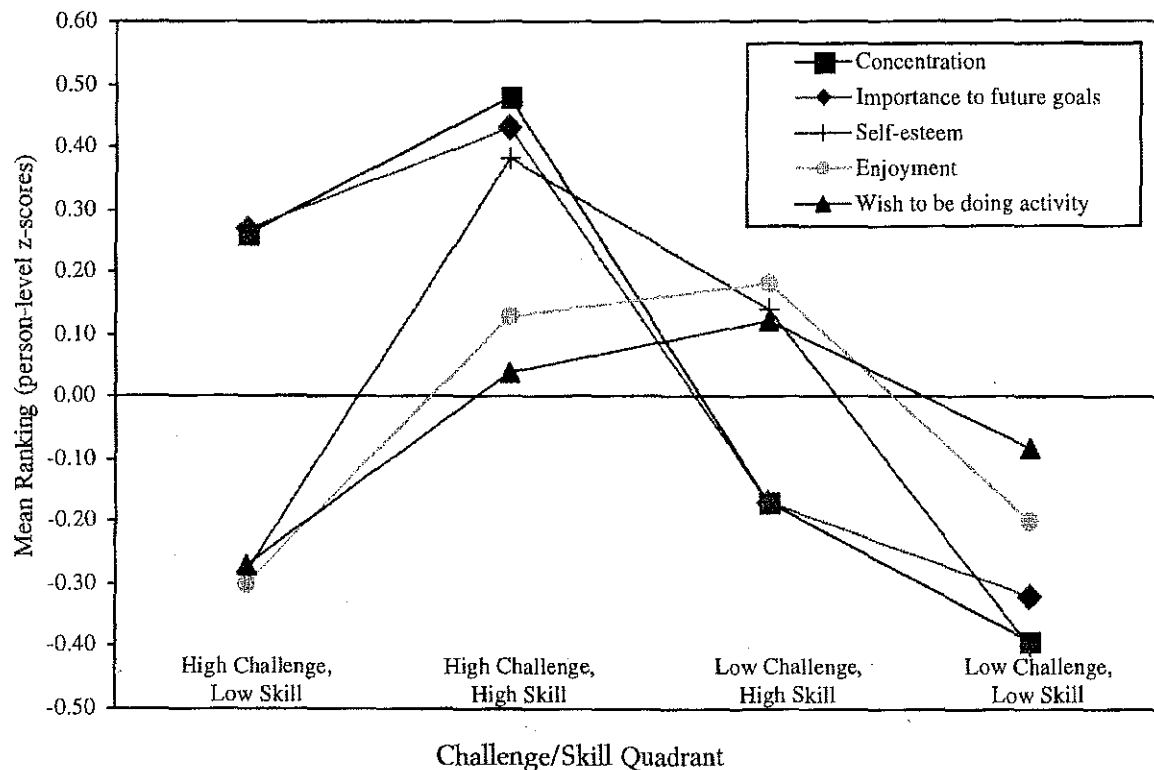 0.60
0.50
0.40
0.30
0.20
0.10
0.00
-0.10
-0.20
-0.30
-0.40
-0.50
Mean Ranking (person-level z-scores)
Concentration
Importance to future goals
Self-esteem
Enjoyment
Wish to be doing activity
High Challenge,
Low Skill
High Challenge,
High Skill
Low Challenge,
High Skill
Low Challenge,
Low Skill
Challenge/Skill Quadrant